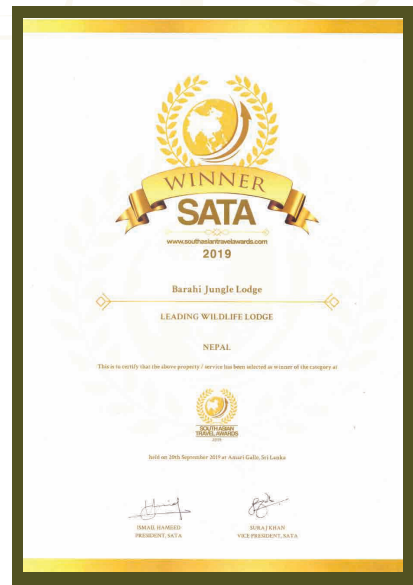 WINNER
SATA
www.southasiantravelawards.com
2019
Barahi Jungle Lodge
LEADING WILDLIFE LODGE
NEPAL
This is to certify that the above property / service has been selected as winner of the category at
SOUTH ASIAN
TRAVEL AWARDS
2019
held on 20th September 2019 at Amari Galle, Sri Lanka
ISMAIL HAMEED
PRESIDENT, SATA
SURAJ KHAN
VICE PRESIDENT, SATA